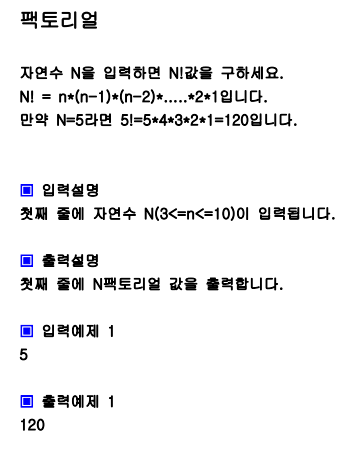 팩토리얼
자연수 N을 입력하면 N!값을 구하세요.
N! = n*(n-1)*(n-2)*.....*2*1입니다.
만약 N=5라면 5!=5*4*3*2*1=120입니다.
▣ 입력설명
첫째 줄에 자연수 N(3<=n<=10)이 입력됩니다.
▣ 출력설명
첫째 줄에 N팩토리얼 값을 출력합니다.
▣ 입력예제 1
5
▣ 출력예제 1
120